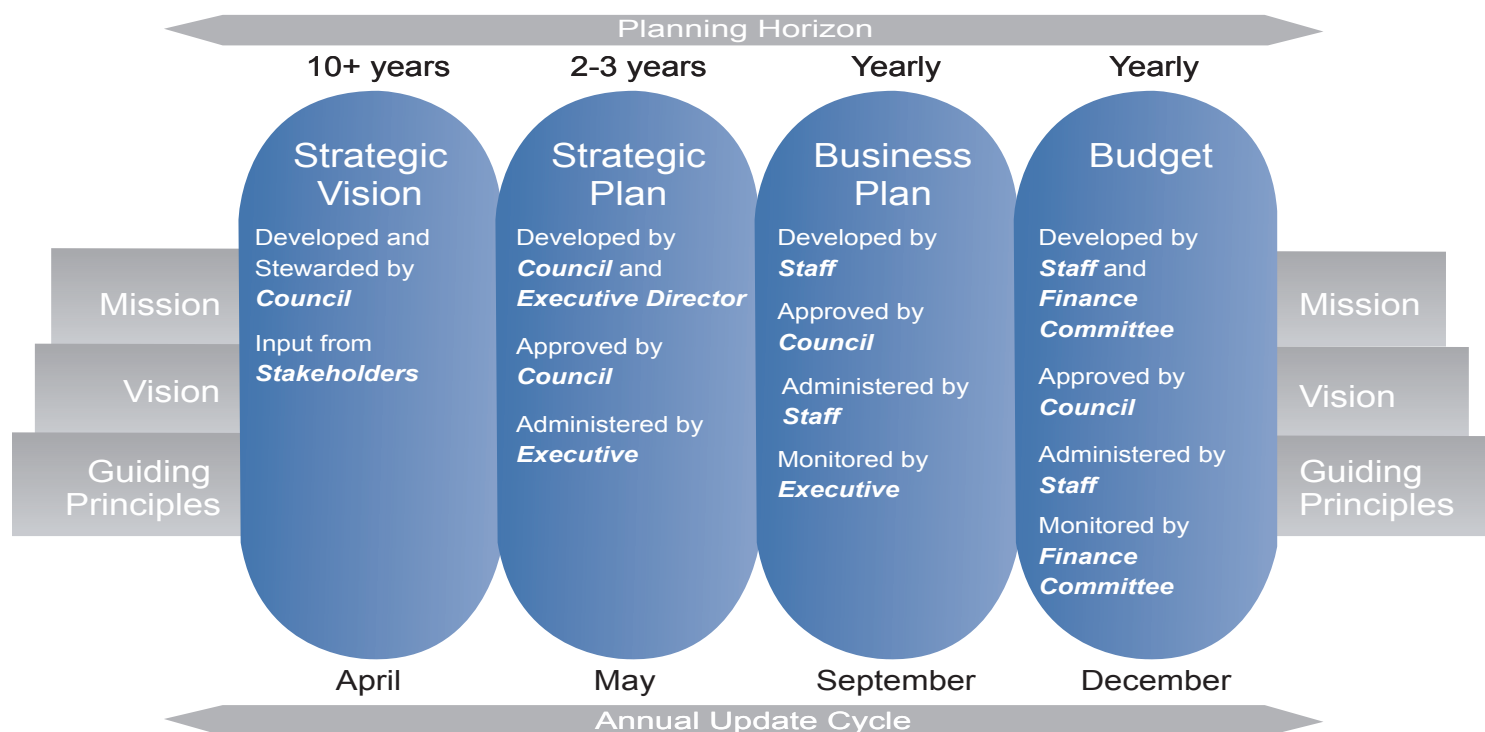 Planning Horizon
10+ years
2-3 years
Yearly
Yearly
Mission
Vision
Guiding
Principles
Strategic
Vision
Developed and
Stewarded by
Council
Input from
Stakeholders
Strategic
Plan
Developed by
Council and
Executive Director
Approved by
Council
Administered by
Executive
Business
Plan
Developed by
Staff
Approved by
Council
Administered by
Staff
Monitored by
Executive
Budget
Developed by
Staff and
Finance
Committee
Approved by
Council
Administered by
Staff
Monitored by
Finance
Committee
Mission
Vision
Guiding
Principles
April
May
September
December
Annual Update Cycle